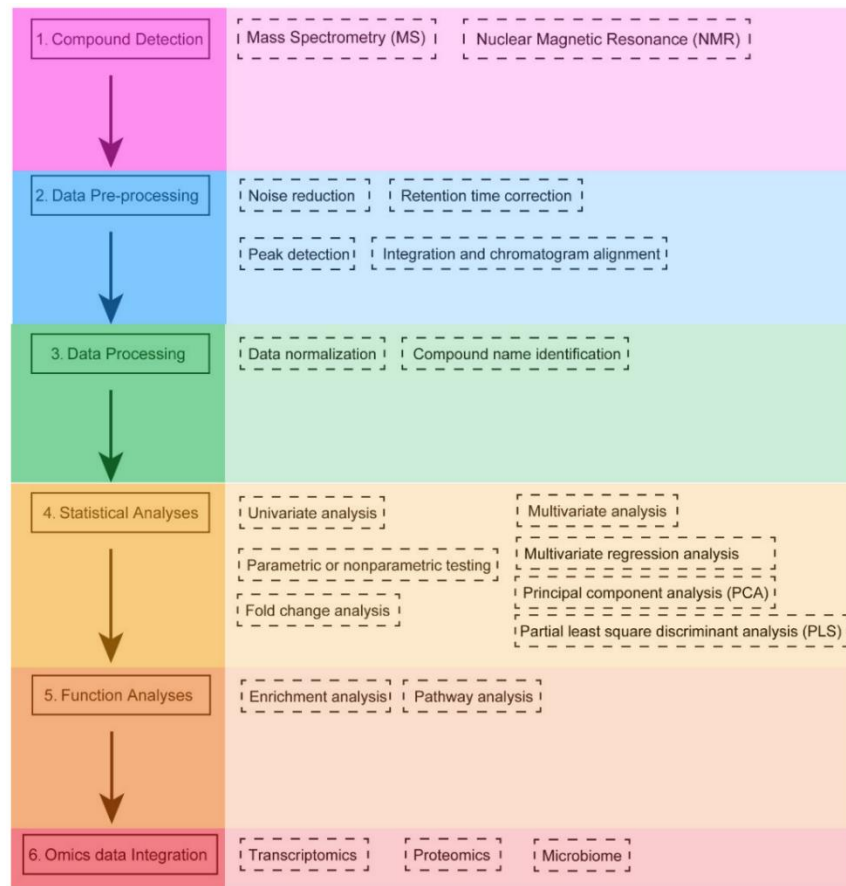 1. Compound Detection
Mass Spectrometry (MS)
Nuclear Magnetic Resonance (NMR)
2. Data Pre-processing
Noise reduction
Retention time correction
Peak detection
Integration and chromatogram alignment
3. Data Processing
Data normalization
Compound name identification
4. Statistical Analyses
Univariate analysis
Parametric or nonparametric testing
Fold change analysis
Multivariate analysis
Multivariate regression analysis
Principal component analysis (PCA)
Partial least square discriminant analysis (PLS)
5. Function Analyses
Enrichment analysis
Pathway analysis
6. Omics data Integration
Transcriptomics
Proteomics
Microbiome